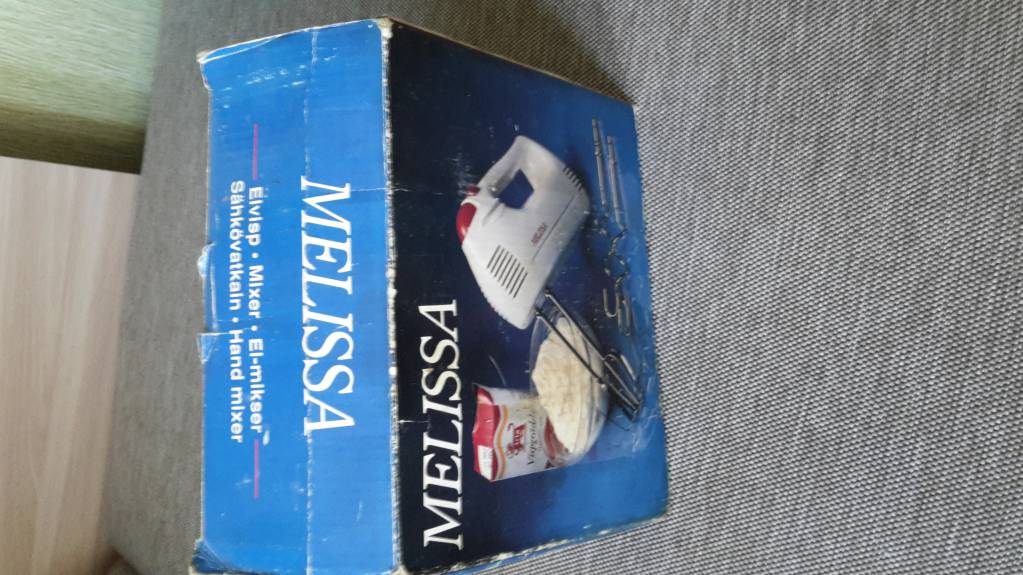 MELISSA
Elvisp • Mixer • El-mikser
Sähkövatkain • Hand mixer
MELISSA